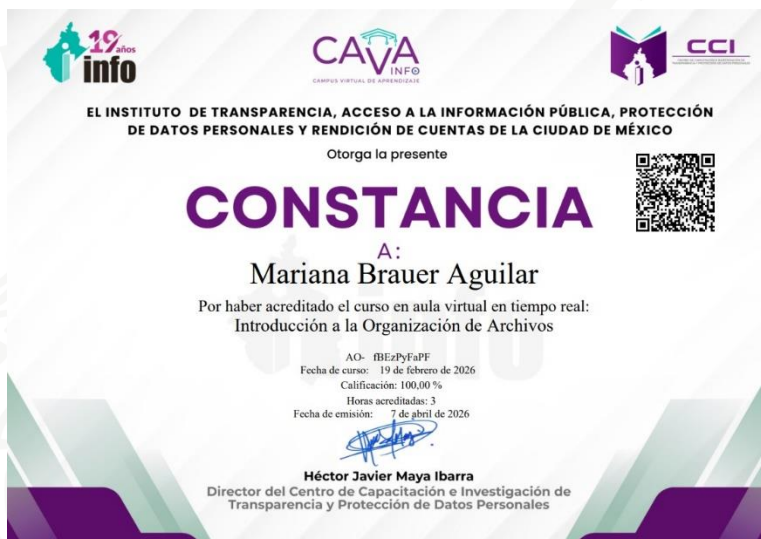 19 años
info
CAVA
INFO
CAMPUS VIRTUAL DE APRENDIZAJE
CCI
EL INSTITUTO DE TRANSPARENCIA, ACCESO A LA INFORMACIÓN PÚBLICA, PROTECCIÓN
DE DATOS PERSONALES Y RENDICIÓN DE CUENTAS DE LA CIUDAD DE MÉXICO
Otorga la presente
CONSTANCIA
A:
Mariana Brauer Aguilar
Por haber acreditado el curso en aula virtual en tiempo real:
Introducción a la Organización de Archivos
AO- fBEzPyFaPF
Fecha de curso: 19 de febrero de 2026
Calificación: 100,00 %
Horas acreditadas: 3
Fecha de emisión: 7 de abril de 2026
Héctor Javier Maya Ibarra
Director del Centro de Capacitación e Investigación de
Transparencia y Protección de Datos Personales